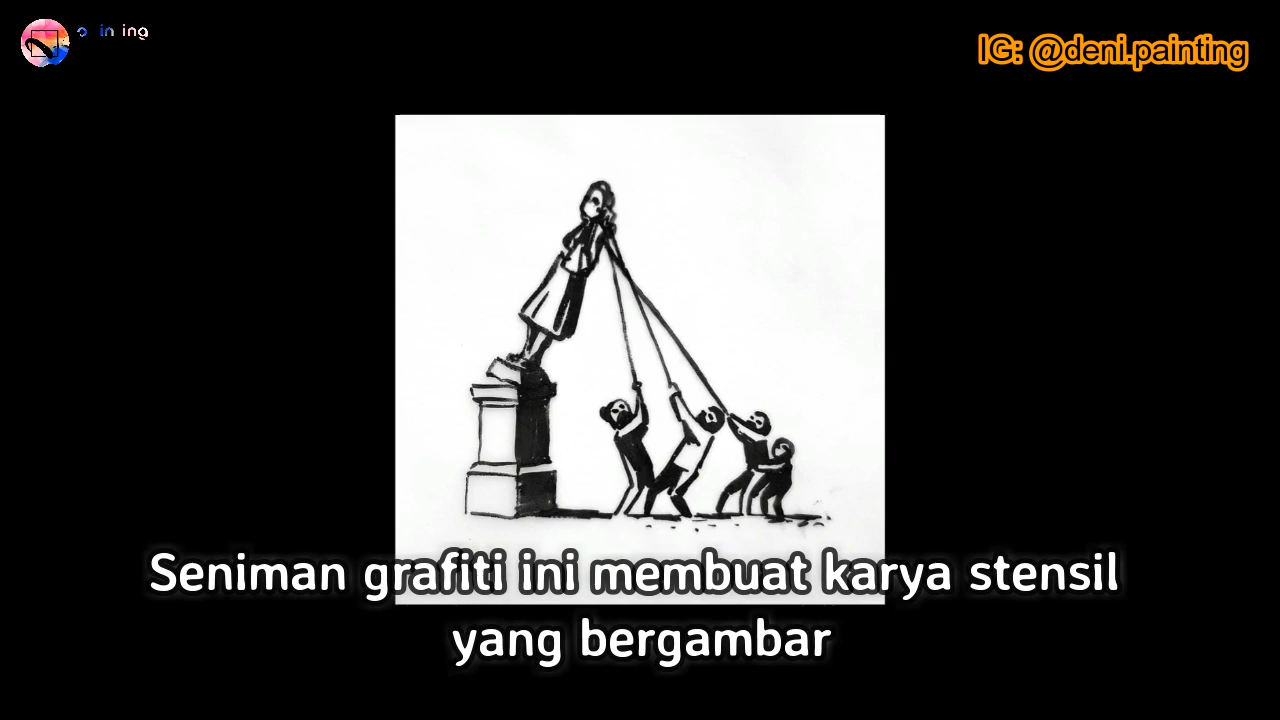 IG: @deni.painting
Seniman grafiti ini membuat karya stensil
yang bergambar